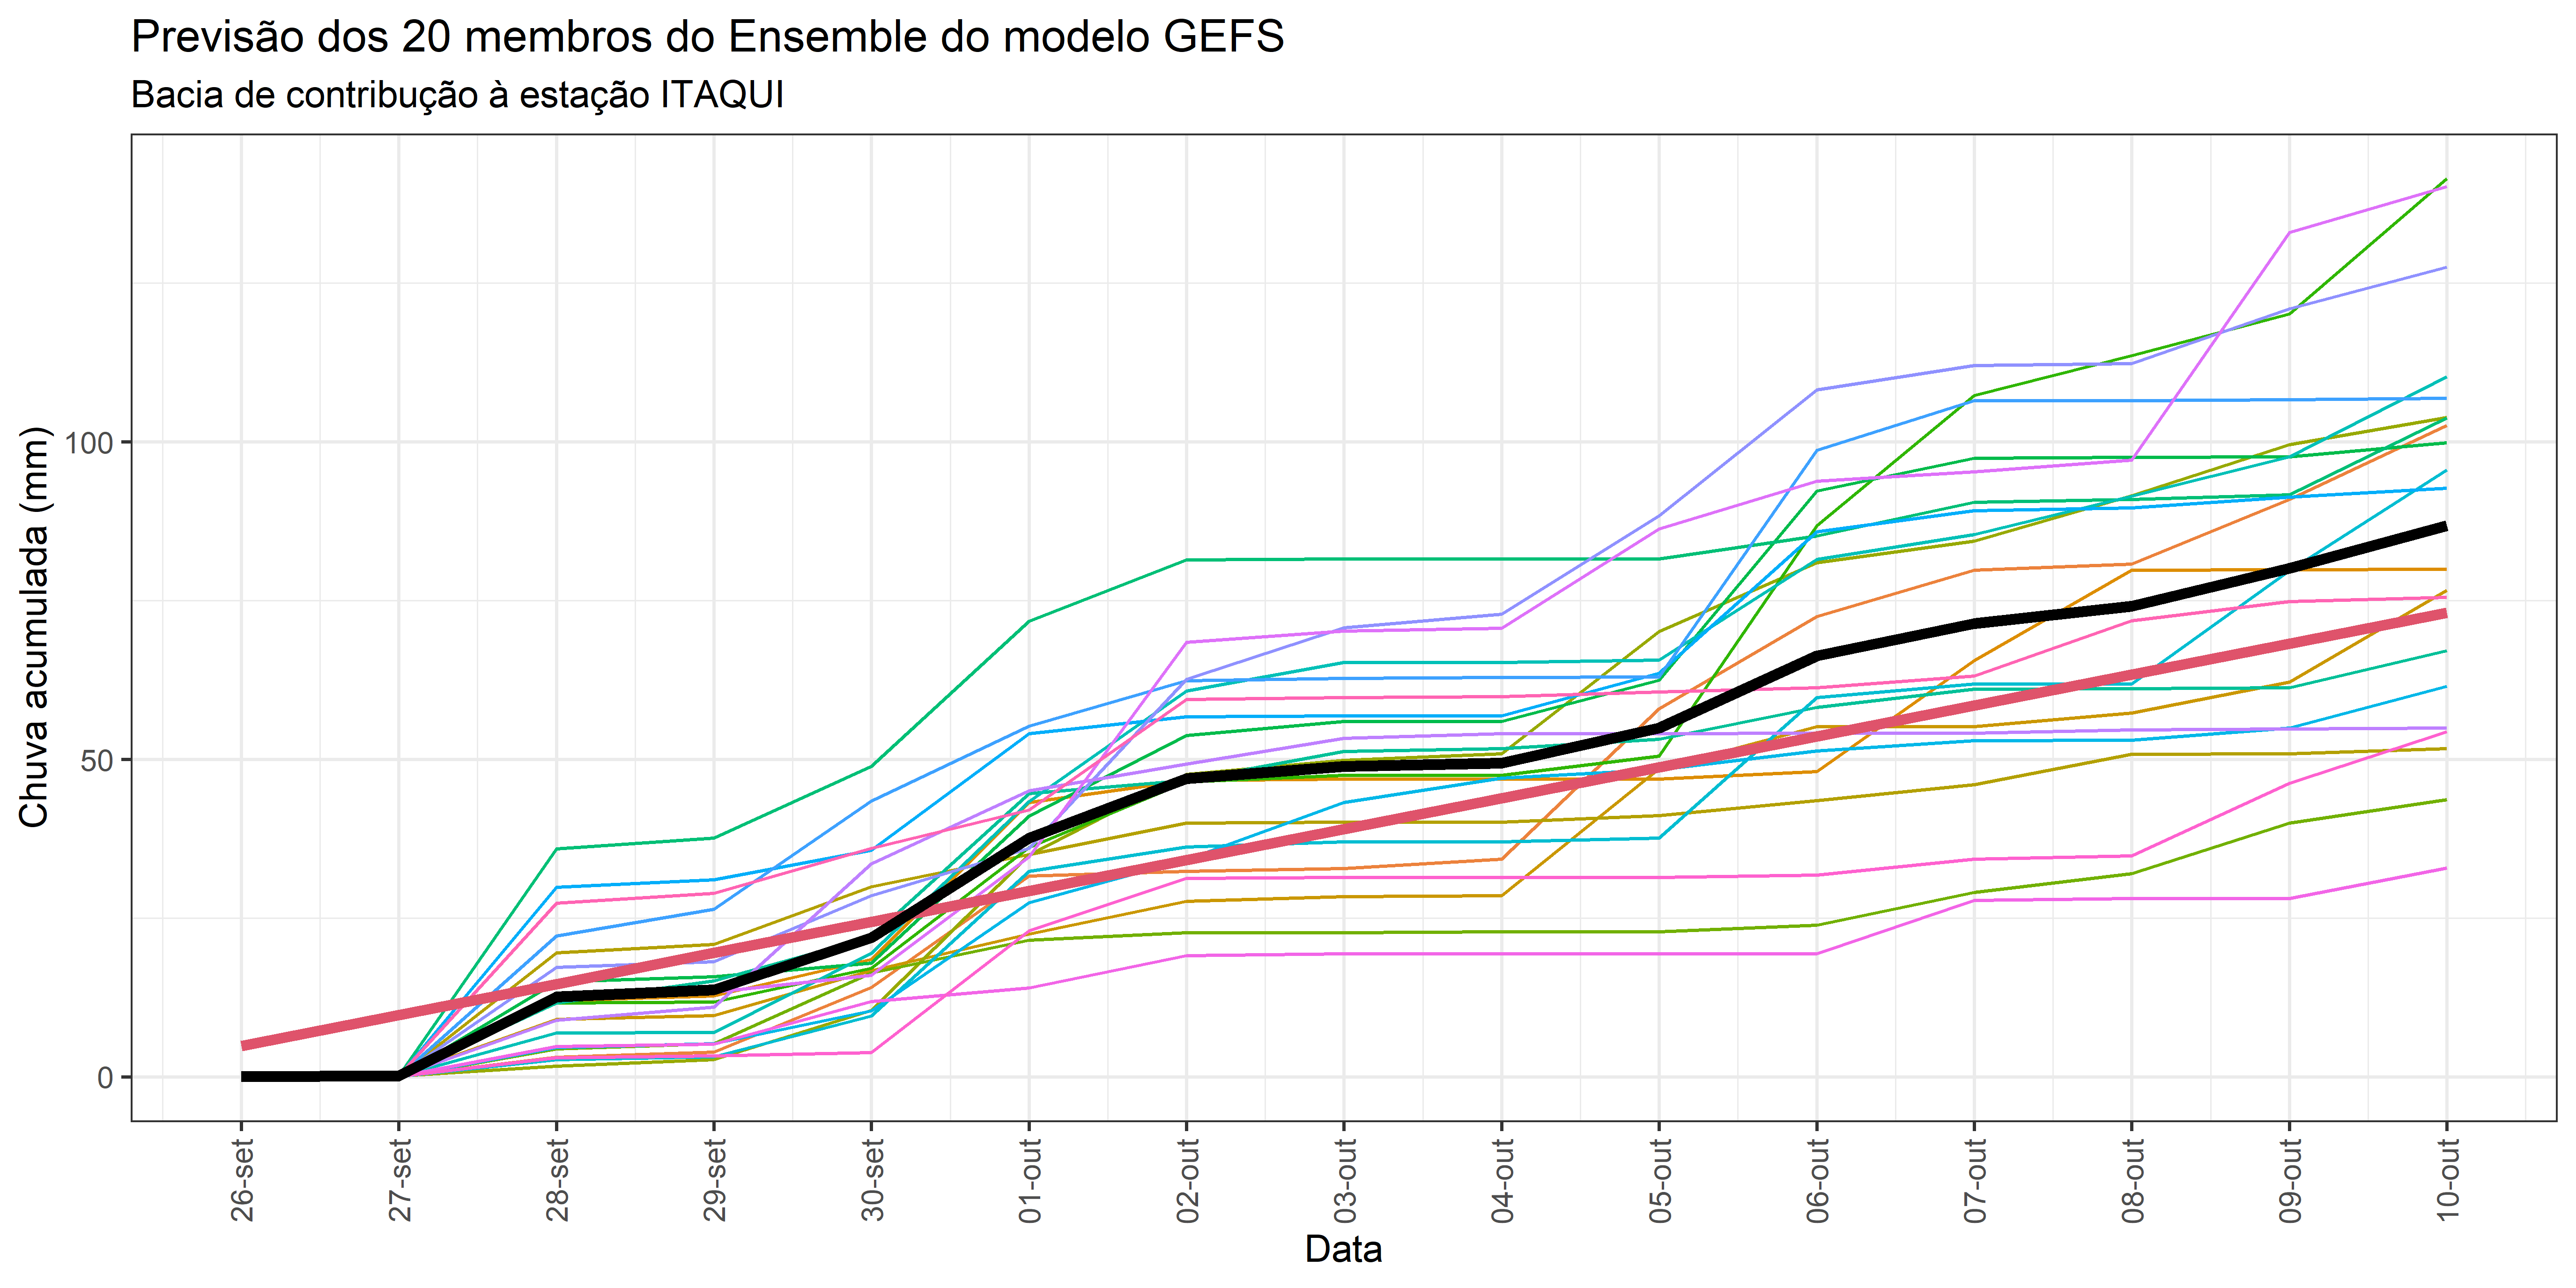 Previsão dos 20 membros do Ensemble do modelo GEFS
Bacia de contribução à estação ITAQUI
Chuva acumulada (mm)
100
50
0
26-set
27-set
28-set
29-set
30-set
01-out
02-out
03-out
04-out
05-out
06-out
07-out
08-out
09-out
10-out
Data